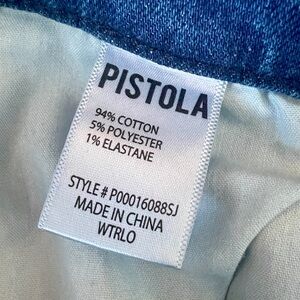 PISTOLA
94% COTTON
5% POLYESTER
1% ELASTANE
STYLE # P00016088SJ
MADE IN CHINA
WTRLO